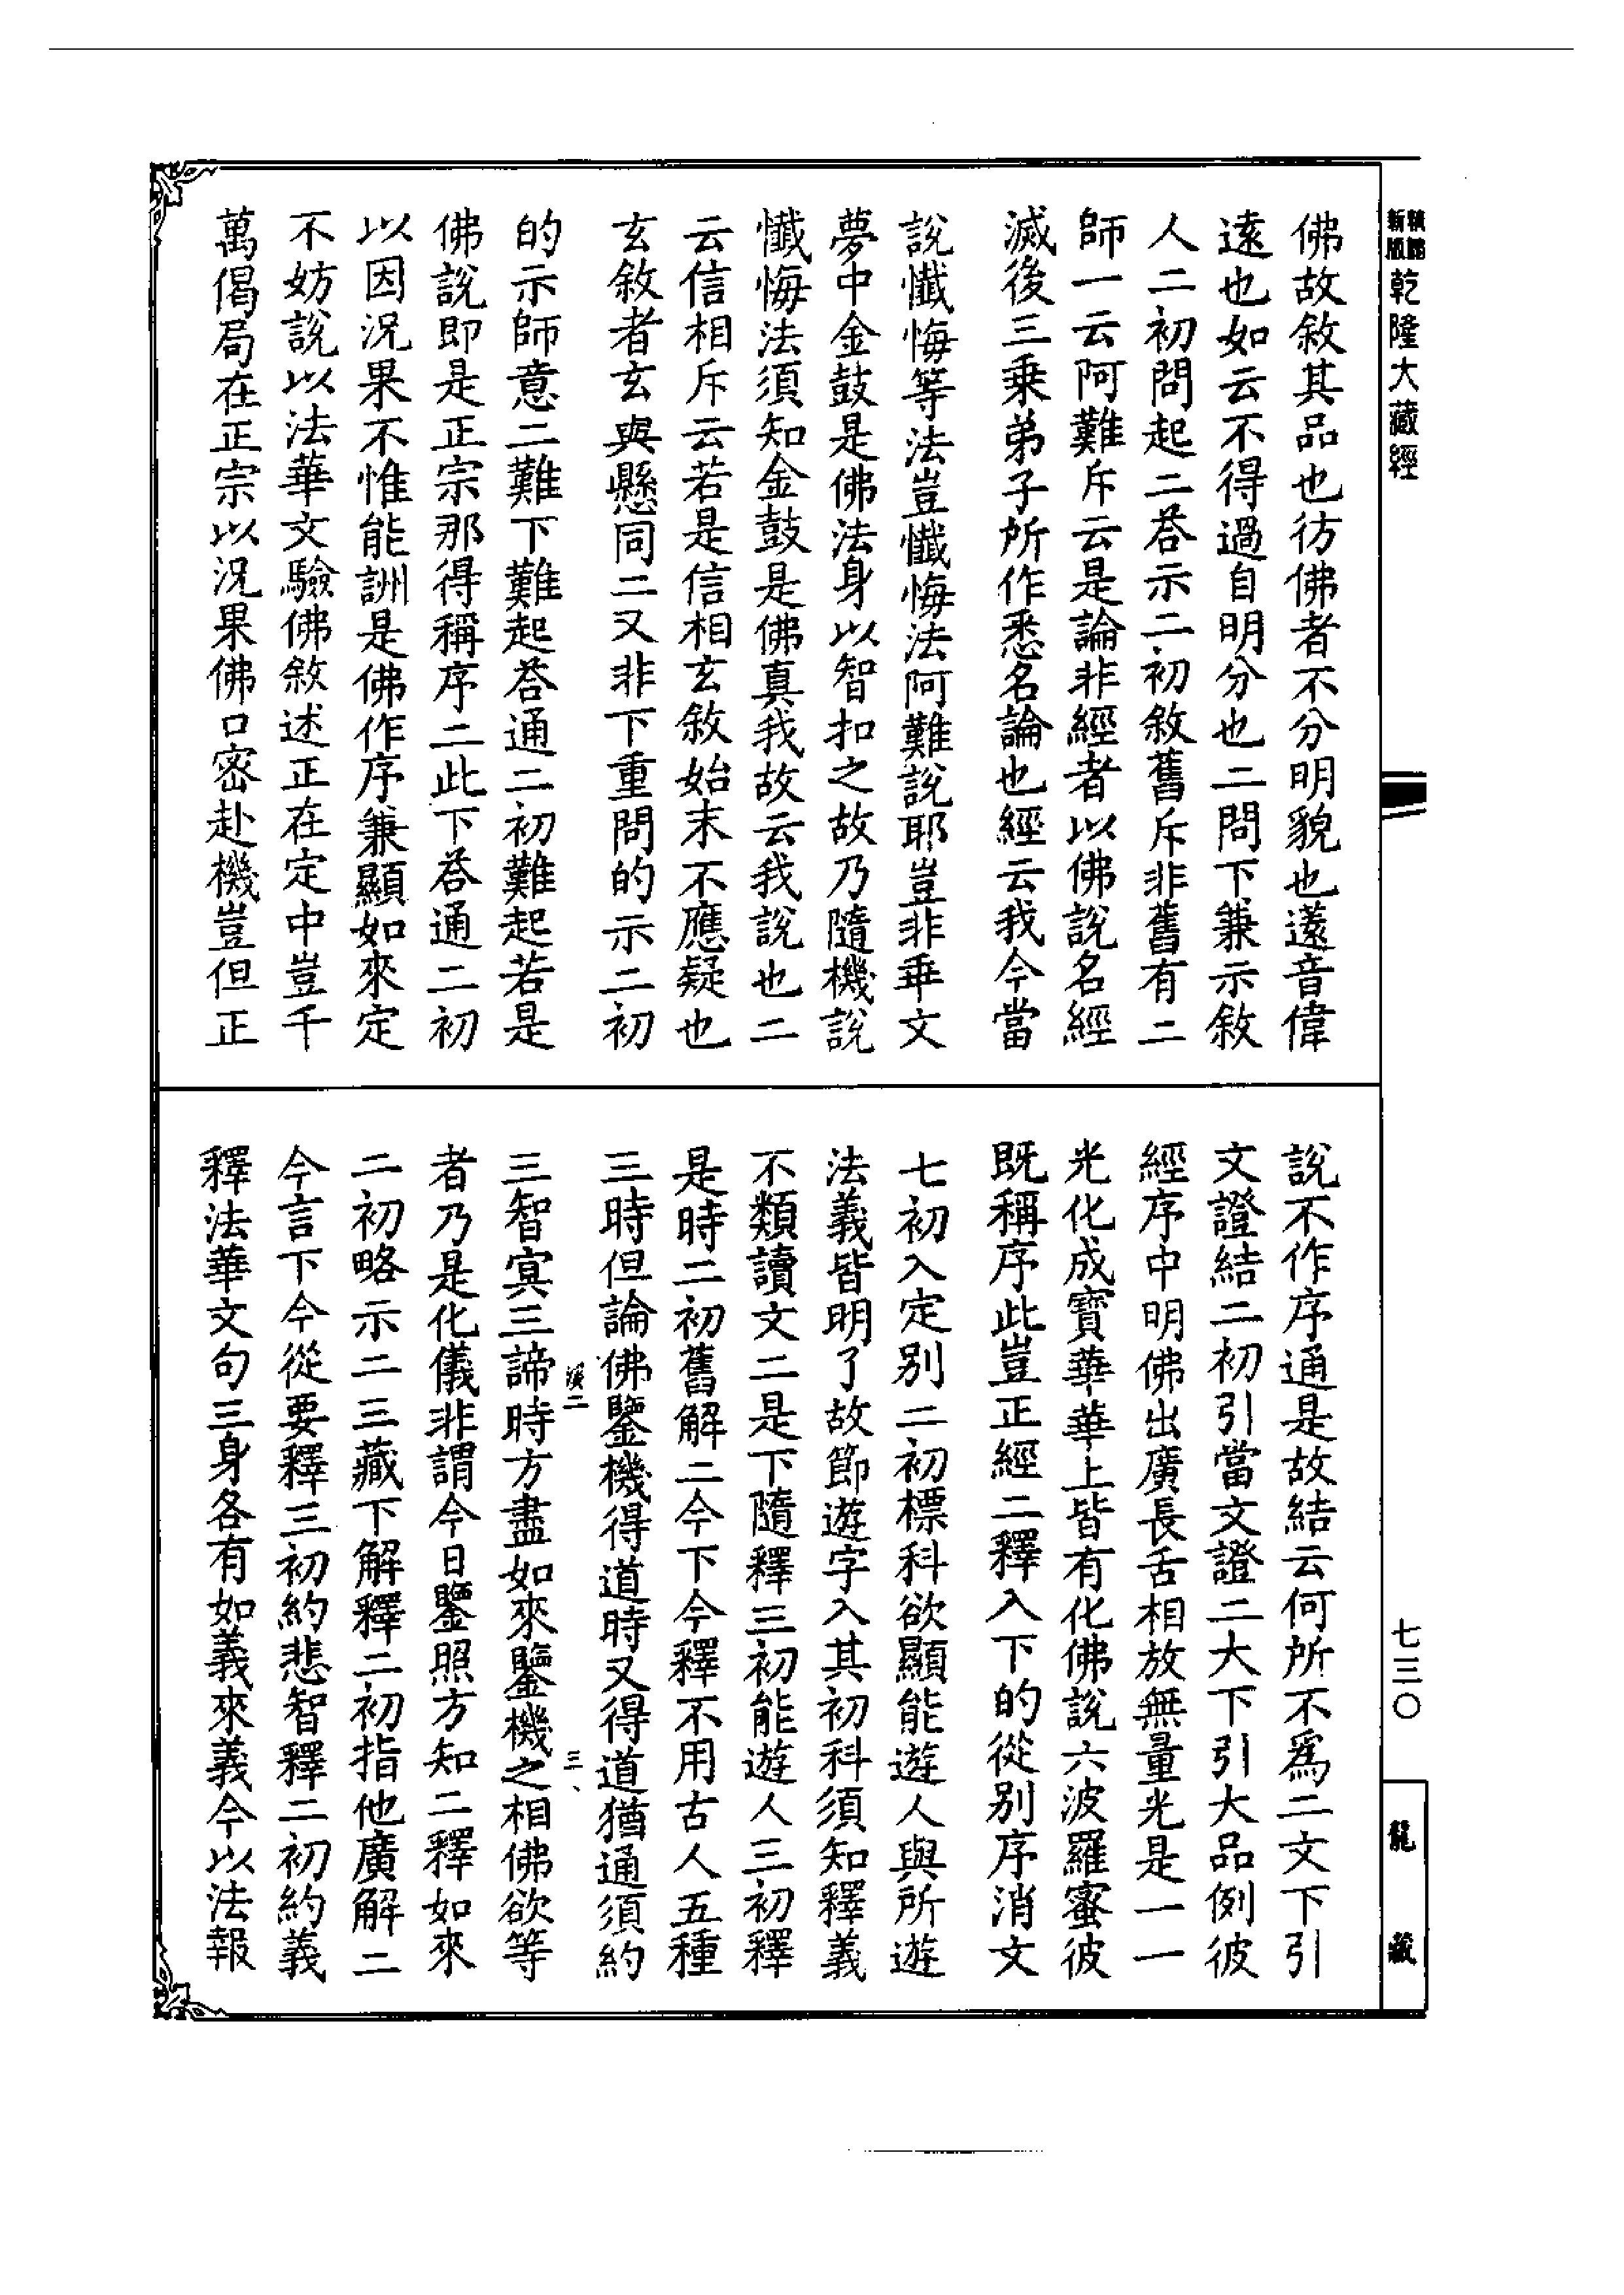 精縮
新版
乾隆大藏經
七三〇
龍藏
佛故敘其品也彷佛者不分明貌也薳音偉
遠也如云不得過自明分也二問下兼示敘
人二初問起二荅示二初敘舊斥非舊有二
師一云阿難斥云是論非經者以佛說名經
滅後三乘弟子所作悉名論也經云我今當
說懺悔等法豈懺悔法阿難說耶豈非乖文
夢中金鼓是佛法身以智扣之故乃隨機說
懺悔法須知金鼓是佛真我故云我說也二
云信相斥云若是信相玄敘始末不應疑也
玄敘者玄與懸同二又非下重問的示二初
的示師意二難下難起荅通二初難起若是
佛說即是正宗那得稱序二此下荅通二初
以因況果不惟能訓是佛作序兼顯如來定
不妨說以法華文驗佛敘述正在定中豈千
萬偈局在正宗以況果佛口密赴機豈但正
說不作序通是故結云何所不爲二文下引
文證結二初引當文證二大下引大品例彼
經序中明佛出廣長舌相放無量光是一一
光化成寶華華上皆有化佛說六波羅蜜彼
既稱序此豈正經二釋入下的從別序消文
七初入定別二初標科欲顯能遊人與所遊
法義皆明了故節遊字入其初科須知釋義
不類讀文二是下隨釋三初能遊人三初釋
是時二初舊解二今下今釋不用古人五種
三時但論佛鑒機得道時又得道猶通須約
三智冥三諦時方盡如來鑒機之相佛欲等
者乃是化儀非謂今日鑒照方知二釋如來
二初略示二三藏下解釋二初指他廣解二
今言下今從要釋三初約悲智釋二初約義
釋法華文句三身各有如義來義今以法報
三、